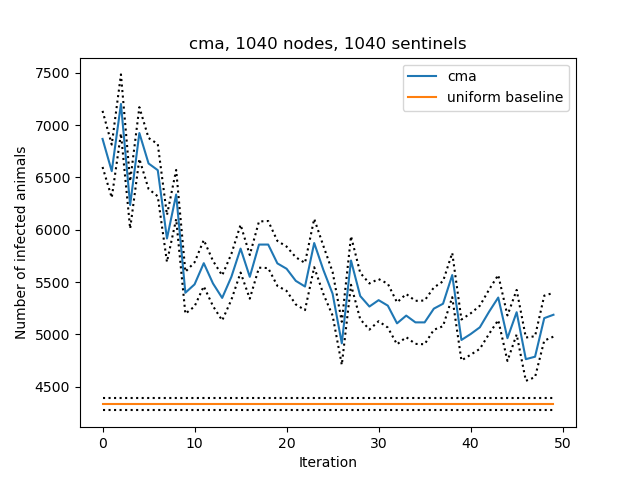 cma, 1040 nodes, 1040 sentinels
cma
uniform baseline
Number of infected animals
7500
7000
6500
6000
5500
5000
4500
0 10 20 30 40 50
Iteration